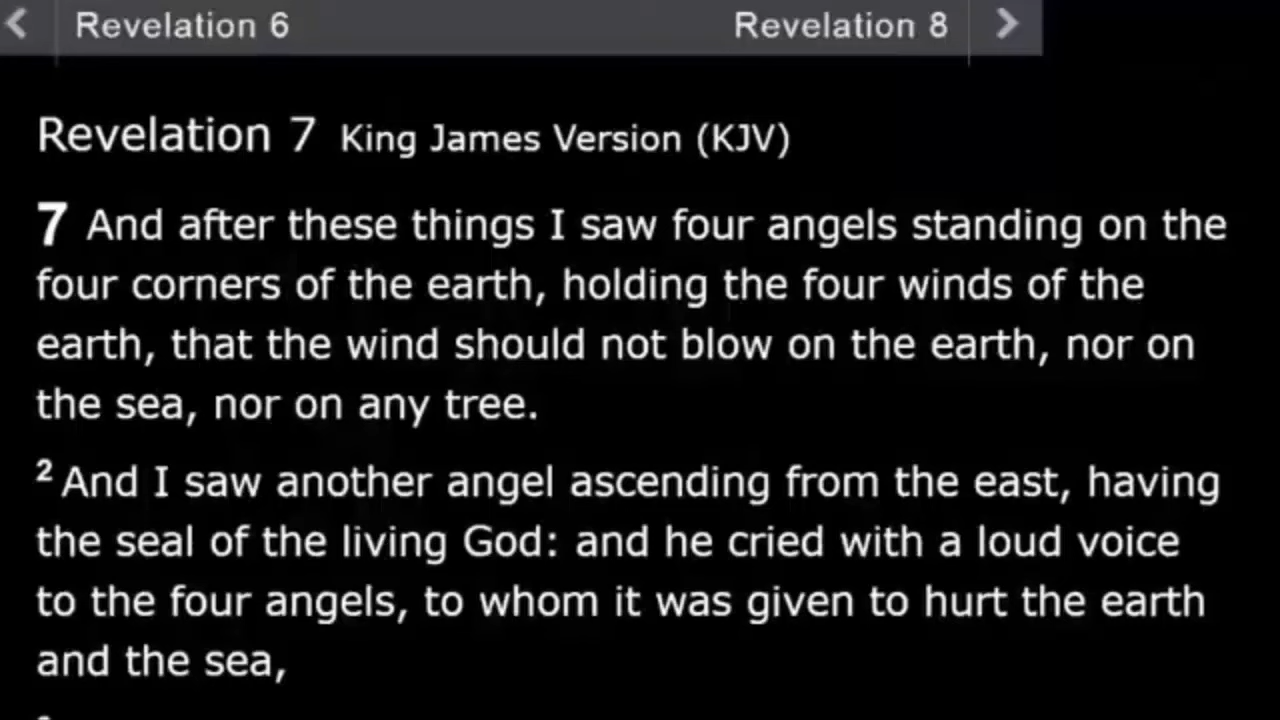 Revelation 6 Revelation 8
Revelation 7 King James Version (KJV)
7 And after these things I saw four angels standing on the
four corners of the earth, holding the four winds of the
earth, that the wind should not blow on the earth, nor on
the sea, nor on any tree.
2 And I saw another angel ascending from the east, having
the seal of the living God: and he cried with a loud voice
to the four angels, to whom it was given to hurt the earth
and the sea,